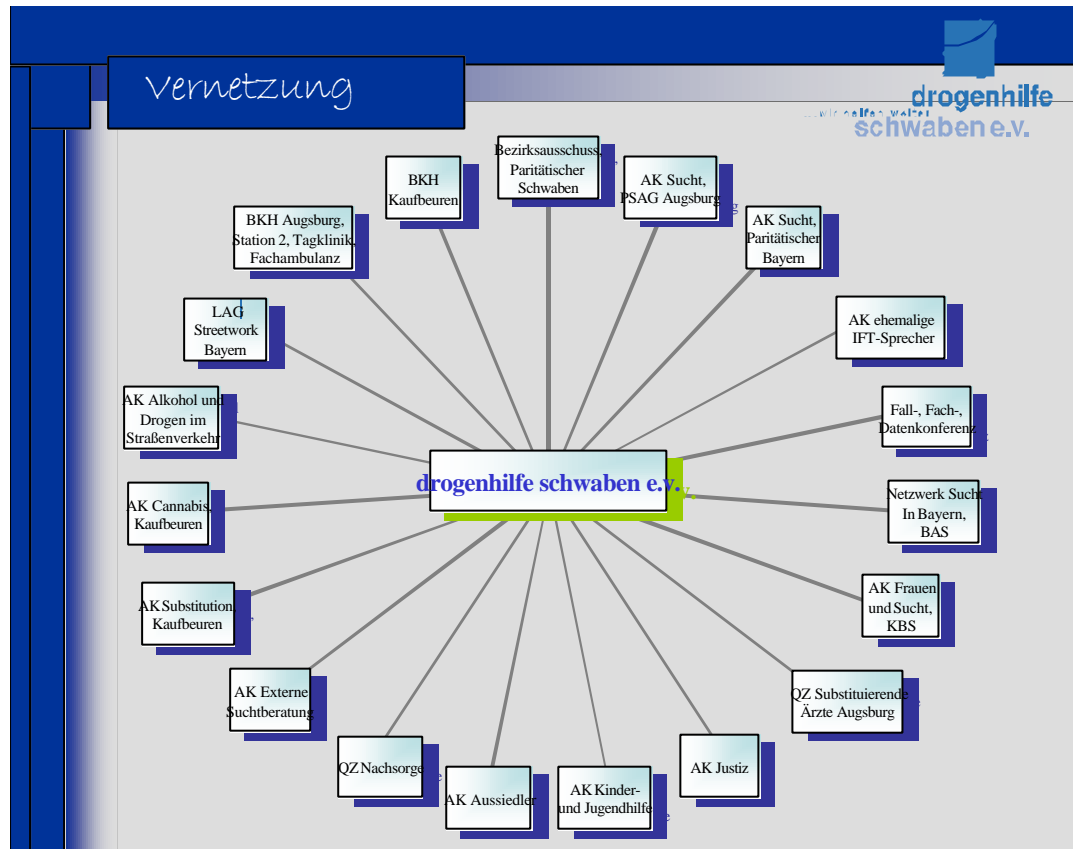 Vernetzung
drogenhilfe
...wir helfen weiter
schwaben e.v.
Bezirksausschuss,
Paritätischer
Schwaben
BKH
Kaufbeuren
AK Sucht,
PSAG Augsburg
BKH Augsburg,
Station 2, Tagklinik,
Fachambulanz
AK Sucht,
Paritätischer
Bayern
LAG
Streetwork
Bayern
AK ehemalige
IFT-Sprecher
AK Alkohol und
Drogen im
Straßenverkehr
Fall-, Fach-,
Datenkonferenz
drogenhilfe schwaben e.v.
AK Cannabis,
Kaufbeuren
Netzwerk Sucht
In Bayern,
BAS
AK Substitution,
Kaufbeuren
AK Frauen
und Sucht,
KBS
AK Externe
Suchtberatung
QZ Substituierende
Ärzte Augsburg
QZ Nachsorge
AK Aussiedler
AK Kinder-
und Jugendhilfe
AK Justiz